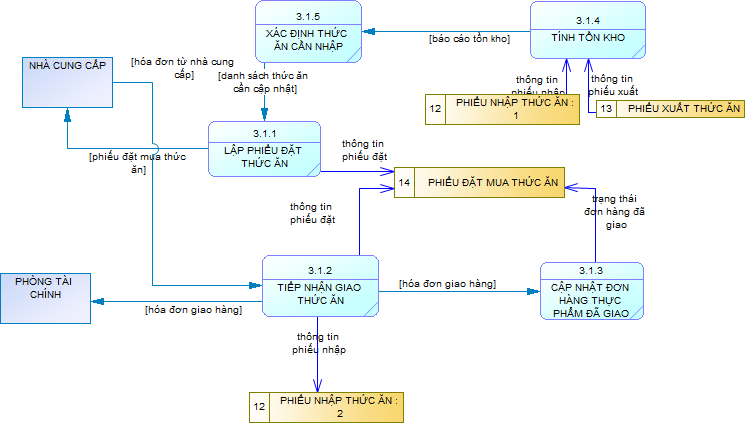 3.1.5
XÁC ĐỊNH THỨC
ĂN CẦN NHẬP
[báo cáo tồn kho]
3.1.4
TÍNH TỒN KHO
NHÀ CUNG CẤP
[hóa đơn từ nhà cung
cấp]
[danh sách thức ăn
cần cập nhật]
thông tin
phiếu nhập
thông tin
phiếu xuất
12
PHIẾU NHẬP THỨC ĂN :
1
13
PHIẾU XUẤT THỨC ĂN
3.1.1
LẬP PHIẾU ĐẶT
THỨC ĂN
[phiếu đặt mua thức
ăn]
thông tin
phiếu đặt
14
PHIẾU ĐẶT MUA THỨC ĂN
thông tin
phiếu đặt
trạng thái
đơn hàng đã
giao
PHÒNG TÀI
CHÍNH
3.1.2
TIẾP NHẬN GIAO
THỨC ĂN
[hóa đơn giao hàng]
[hóa đơn giao hàng]
3.1.3
CẬP NHẬT ĐƠN
HÀNG THỰC
PHẨM ĐÃ GIAO
thông tin
phiếu nhập
12
PHIẾU NHẬP THỨC ĂN :
2